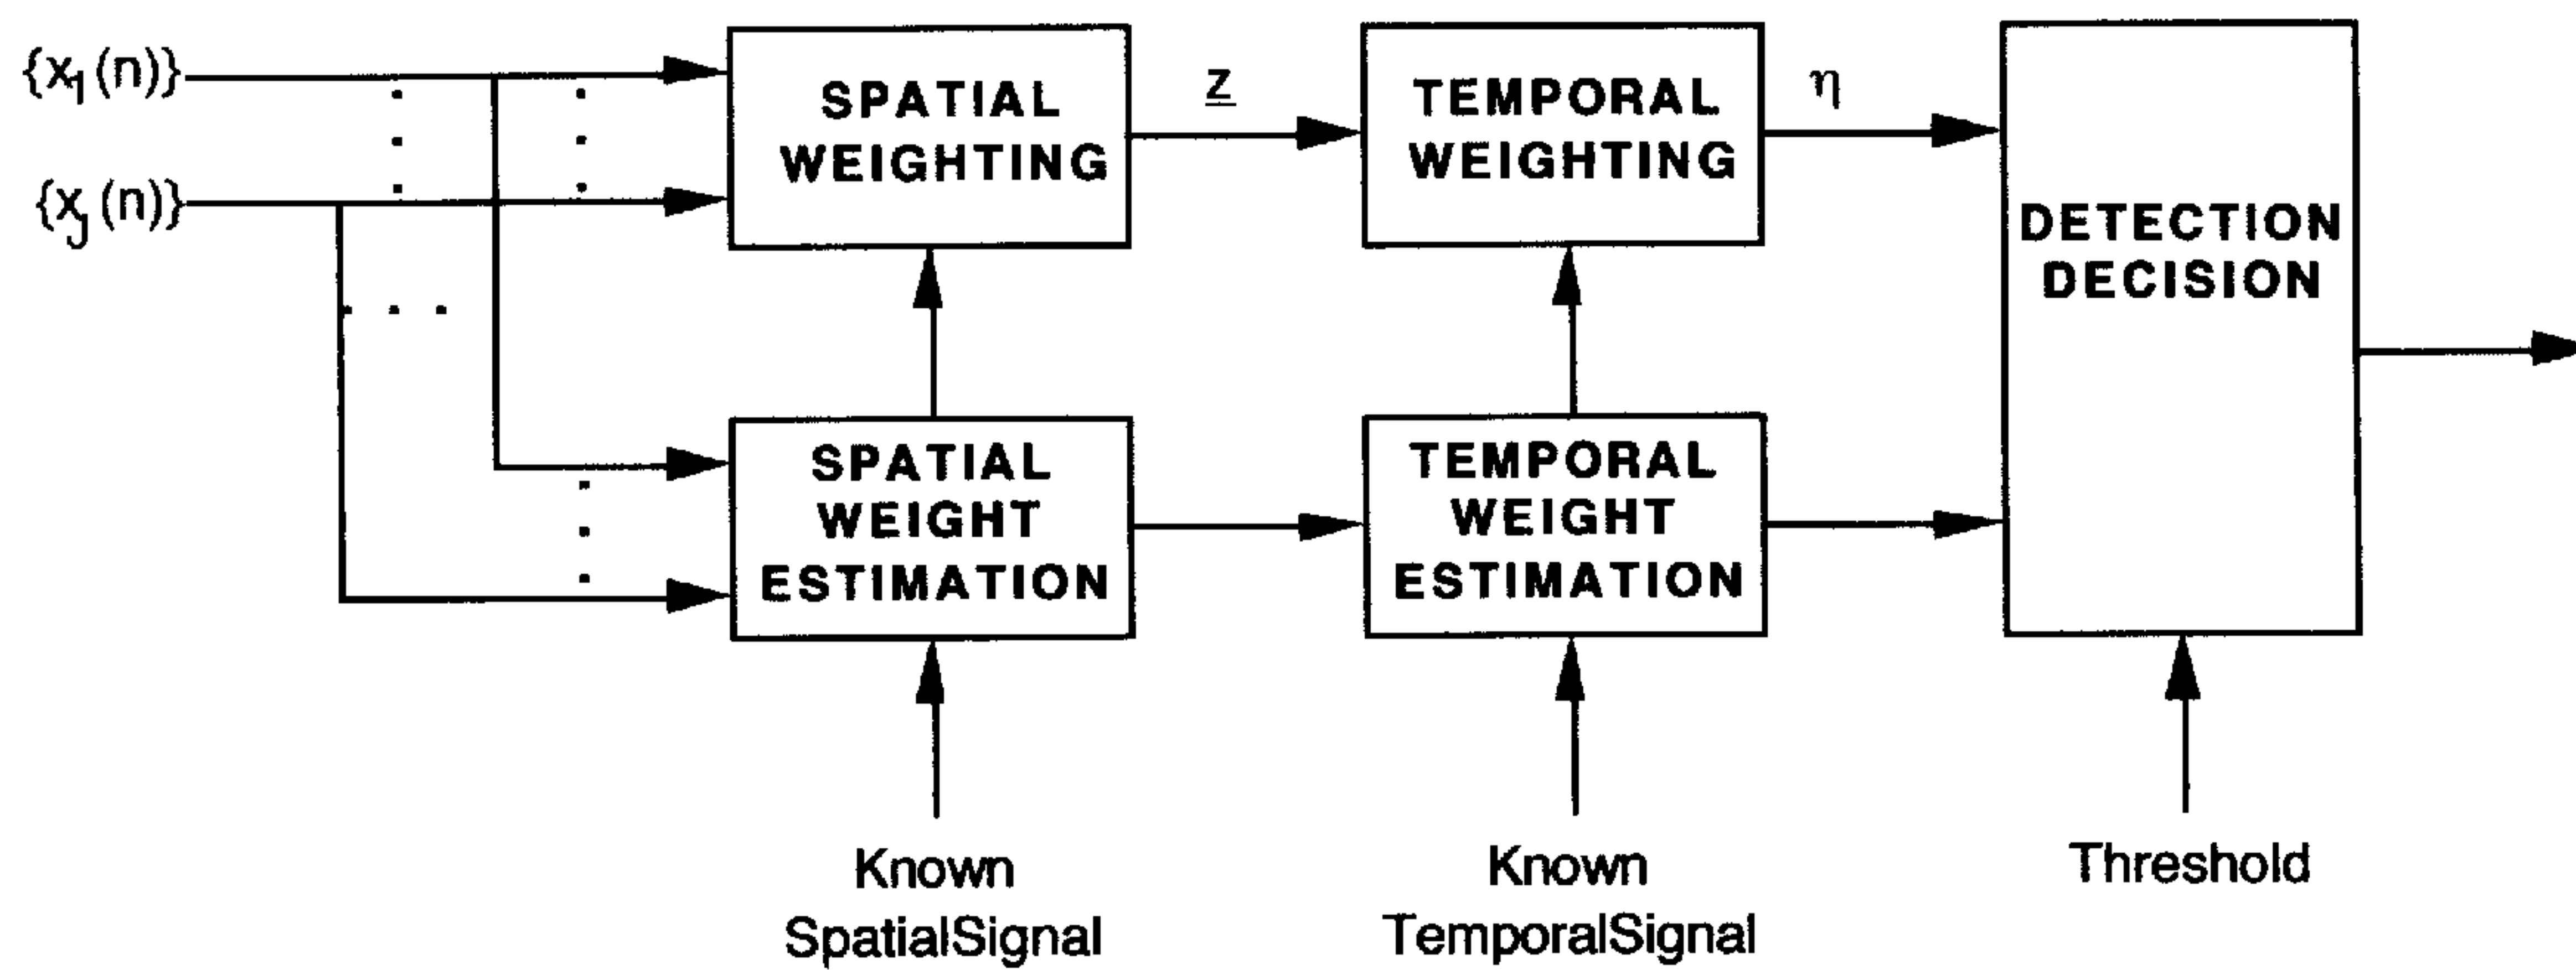 {x1(n)}
{xJ(n)}
SPATIAL
WEIGHTING
z
TEMPORAL
WEIGHTING
η
DETECTION
DECISION
SPATIAL
WEIGHT
ESTIMATION
TEMPORAL
WEIGHT
ESTIMATION
Known
SpatialSignal
Known
TemporalSignal
Threshold